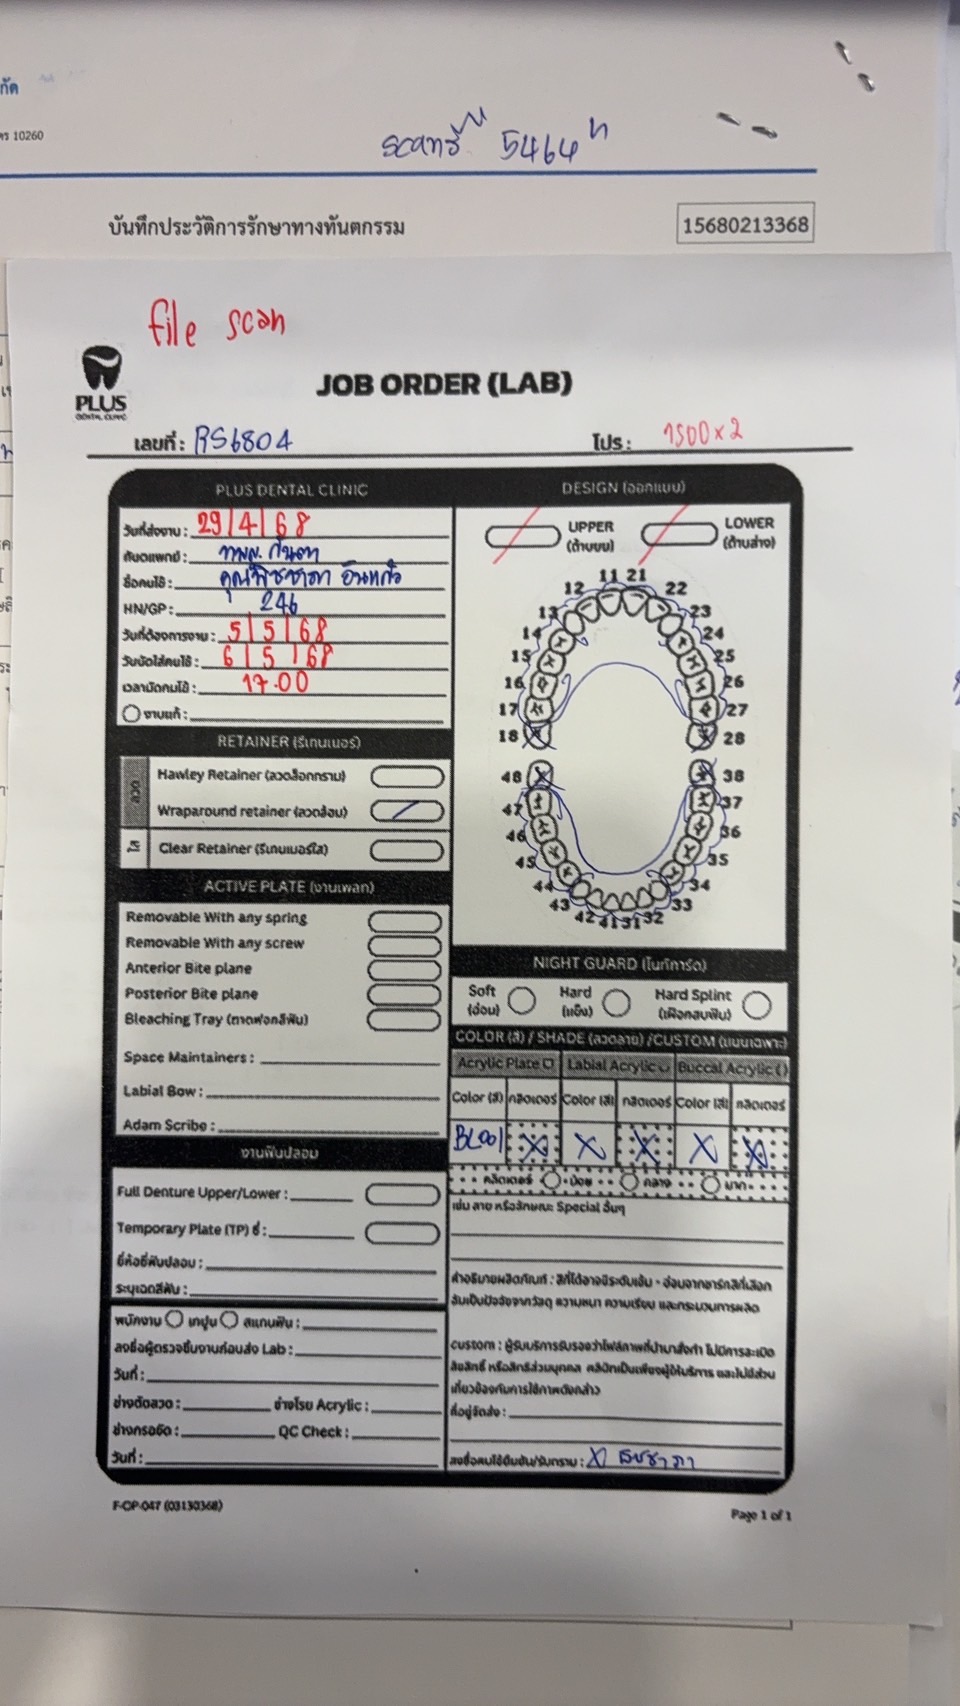 กัด
10260
scanที่ 5464
บันทึกประวัติการรักษาทางทันตกรรม
15680213368
file scan
PLUS
DENTAL CLINIC
JOB ORDER (LAB)
เลขที่ : RS6804
โปร : 1500 x 2
PLUS DENTAL CLINIC
วันที่ส่งงาน : 29/4/68
ทันตแพทย์ :
ชื่อคนไข้ : คุณพิชชาภา อินแก้ว
HN/GP : 246
วันที่ต้องการงาน : 5/5/68
วันนัดใส่คนไข้ : 6/5/68
เวลานัดคนไข้ : 17.00
งานแก้ :
DESIGN (ออกแบบ)
UPPER (ด้านบน)
LOWER (ด้านล่าง)
11 21
12 22
13 23
14 24
15 25
16 26
17 27
18 28
48 38
47 37
46 36
45 35
44 34
43 33
42 41 31 32
RETAINER (รีเทนเนอร์)
ลวด
Hawley Retainer (ลวดล็อกกราม)
Wraparound retainer (ลวดอ้อม)
ใส
Clear Retainer (รีเทนเนอร์ใส)
ACTIVE PLATE (งานเพลท)
Removable With any spring
Removable With any screw
Anterior Bite plane
Posterior Bite plane
Bleaching Tray (ถาดฟอกสีฟัน)
Space Maintainers :
Labial Bow :
Adam Scribe :
NIGHT GUARD (ไนท์การ์ด)
Soft (อ่อน)
Hard (แข็ง)
Hard Splint (เฝือกสบฟัน)
COLOR (สี) / SHADE (ลวดลาย) /CUSTOM (แบบเฉพาะ)
Acrylic Plate Labial Acrylic Buccal Acrylic
Color (สี) กลิตเตอร์ Color (สี) กลิตเตอร์ Color (สี) กลิตเตอร์
BL001 X X X X X
กลิตเตอร์ น้อย กลาง มาก
เช่น ลาย หรือลักษณะ Special อื่นๆ
งานฟันปลอม
Full Denture Upper/Lower :
Temporary Plate (TP) ซี่ :
ยี่ห้อซี่ฟันปลอม :
ระบุเฉดสีฟัน :
คำอธิบายผลิตภัณฑ์ : สีที่ได้อาจมีระดับเข้ม - อ่อนจากชาร์ทสีที่เลือก
อันเป็นปัจจัยจากวัสดุ ความหนา ความเรียบ และกระบวนการผลิต
พนักงาน เทปูน สแกนฟัน :
ลงชื่อผู้ตรวจชิ้นงานก่อนส่ง Lab :
วันที่ :
ช่างดัดลวด : ช่างโรย Acrylic :
ช่างกรอขัด : QC Check :
วันที่ :
custom : ผู้รับบริการรับรองว่าไฟล์ภาพที่นำมาสั่งทำ ไม่มีการละเมิด
ลิขสิทธิ์ หรือสิทธิส่วนบุคคล คลินิกเป็นเพียงผู้ให้บริการ และไม่มีส่วน
เกี่ยวข้องกับการใช้ภาพดังกล่าว
ที่อยู่จัดส่ง :
ลงชื่อคนไข้ยืนยัน/รับทราบ : X พิชชาภา
F-OP-047 (03130368)
Page 1 of 1